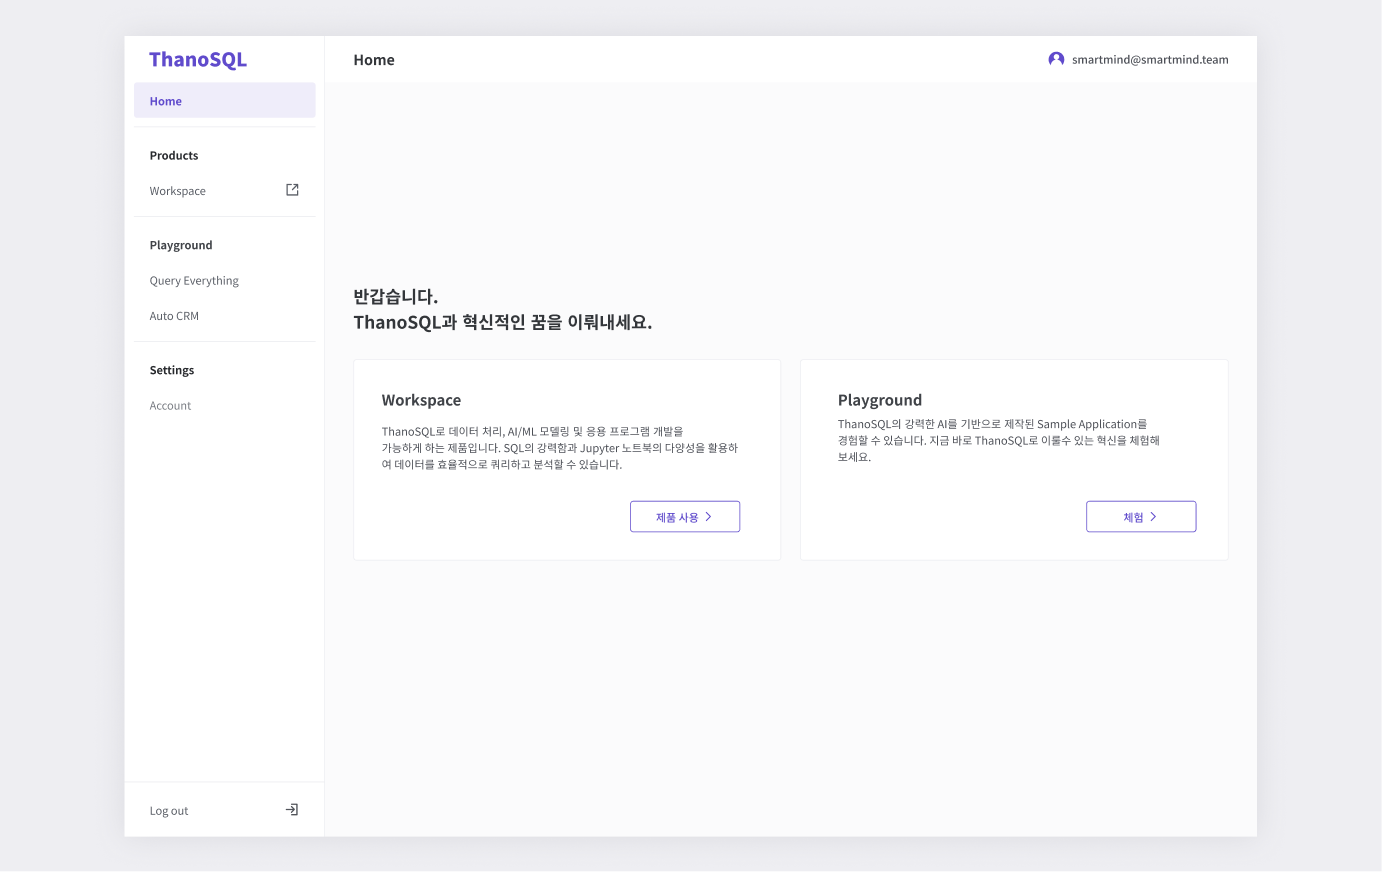 ThanoSQL
Home
Products
Workspace
Playground
Query Everything
Auto CRM
Settings
Account
Log out
Home
smartmind@smartmind.team
반갑습니다.
ThanoSQL과 혁신적인 꿈을 이뤄내세요.
Workspace
ThanoSQL로 데이터 처리, AI/ML 모델링 및 응용 프로그램 개발을
가능하게 하는 제품입니다. SQL의 강력함과 Jupyter 노트북의 다양성을 활용하
여 데이터를 효율적으로 쿼리하고 분석할 수 있습니다.
제품 사용
Playground
ThanoSQL의 강력한 AI를 기반으로 제작된 Sample Application를
경험할 수 있습니다. 지금 바로 ThanoSQL로 이룰수 있는 혁신을 체험해
보세요.
체험